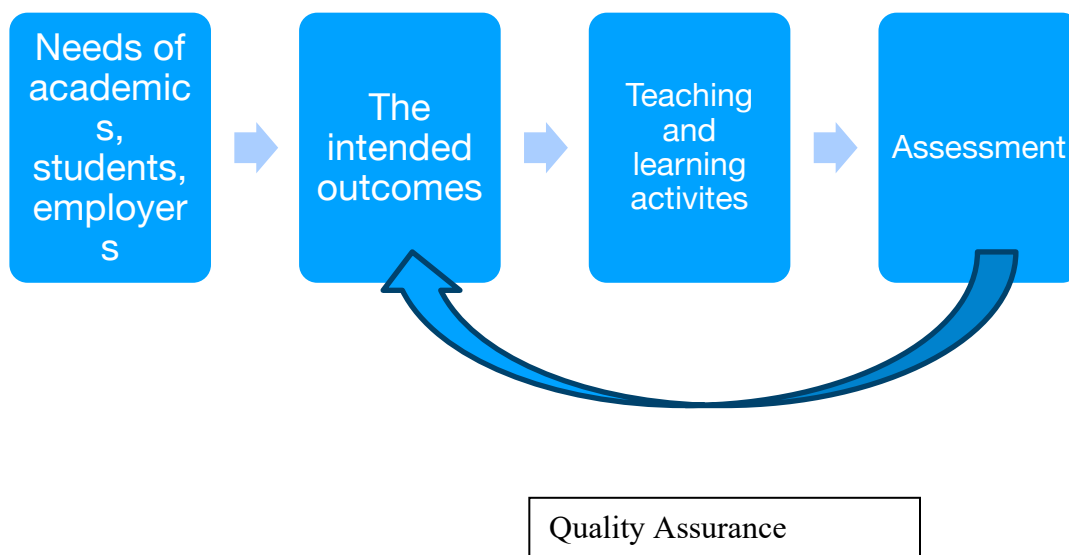 Needs of
academic
s,
students,
employer
s
The
intended
outcomes
Teaching
and
learning
activites
Assessment
Quality Assurance